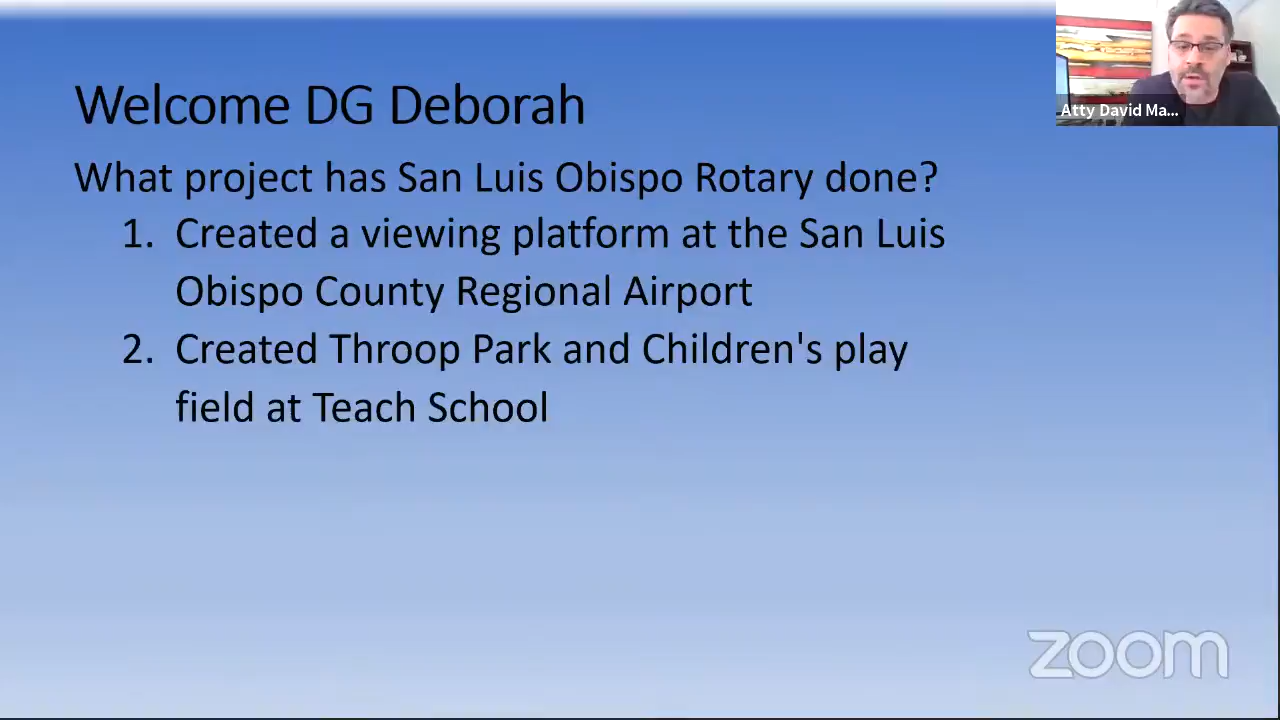 Welcome DG Deborah
Atty David Ma...
What project has San Luis Obispo Rotary done?
1. Created a viewing platform at the San Luis
Obispo County Regional Airport
2. Created Throop Park and Children's play
field at Teach School
zoom